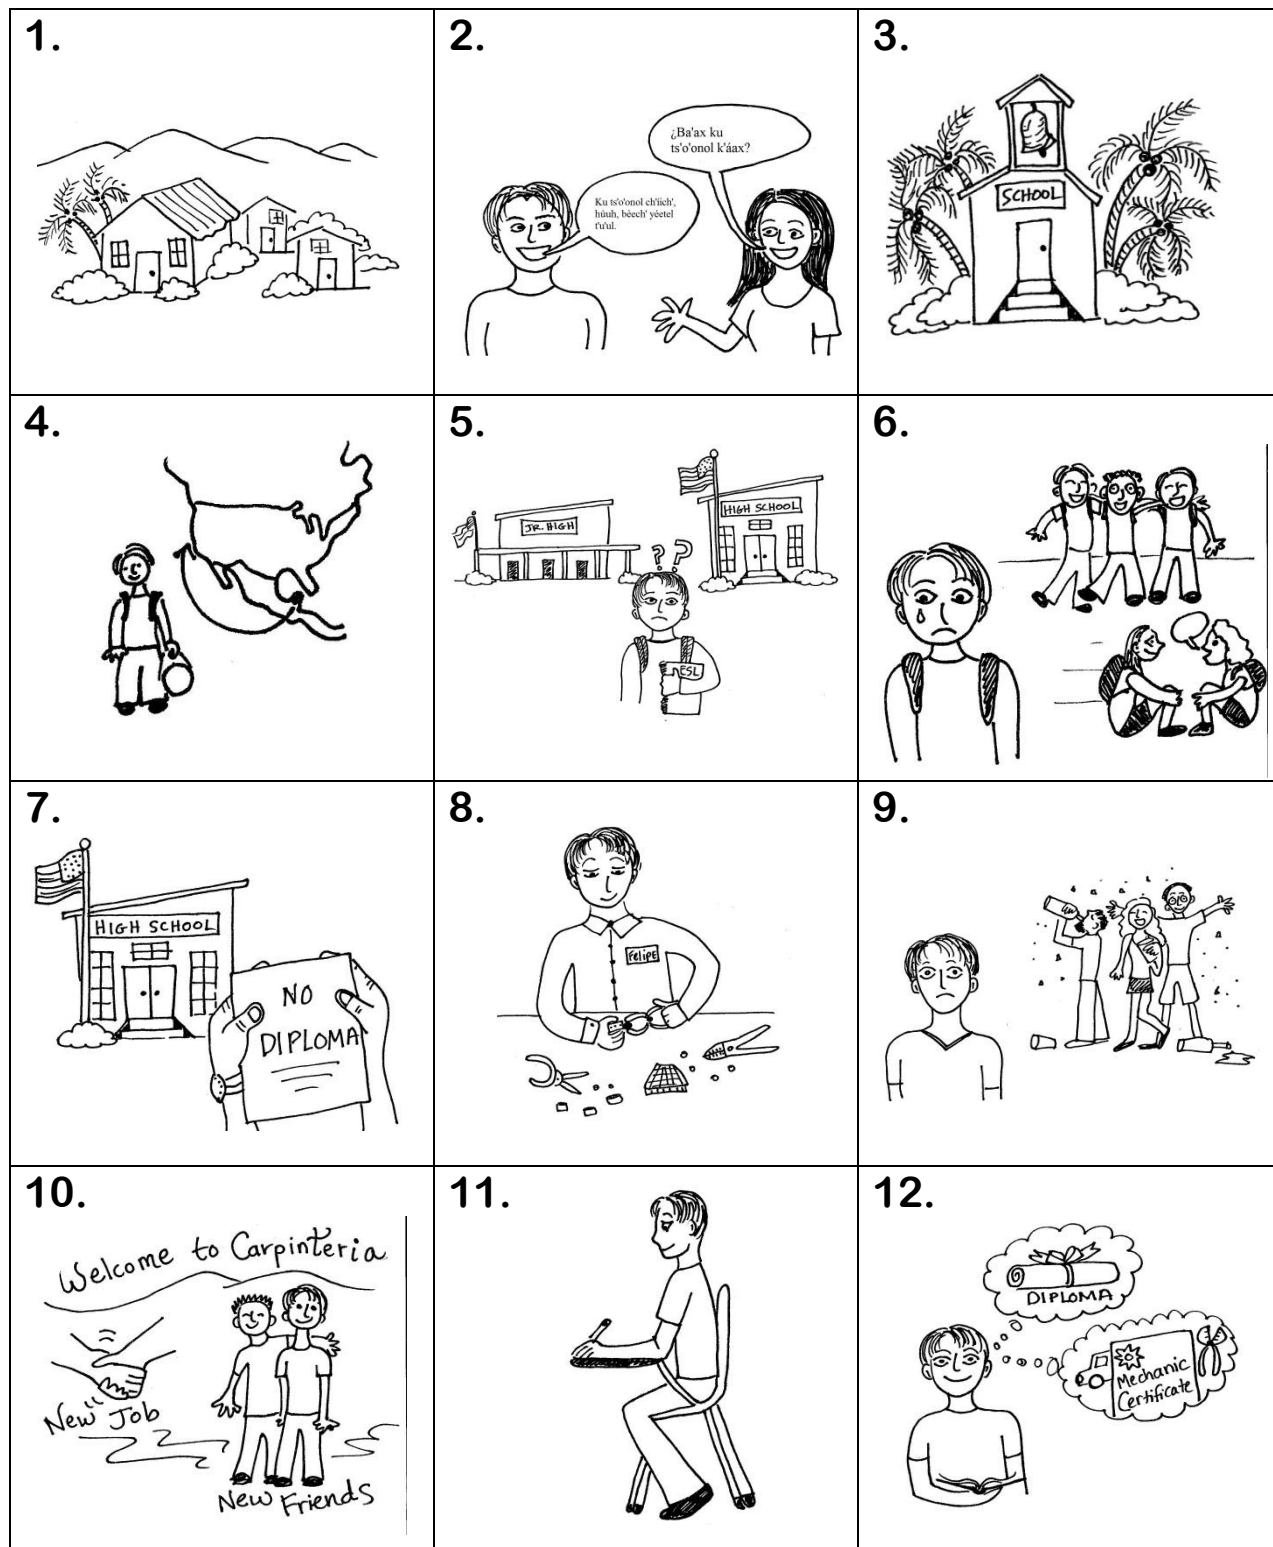 1.
2.
¿Ba'ax ku
ts'o'onol k'áax?
Ku ts'o'onol ch'íich',
húuh, bèech' yéetel
t'u'ul.
3.
SCHOOL
4.
5.
JR. HIGH
HIGH SCHOOL
? ?
ESL
6.
7.
HIGH SCHOOL
NO
DIPLOMA
8.
FeliPE
9.
10.
Welcome to Carpinteria
New Job
New Friends
11.
12.
DIPLOMA
Mechanic
Certificate